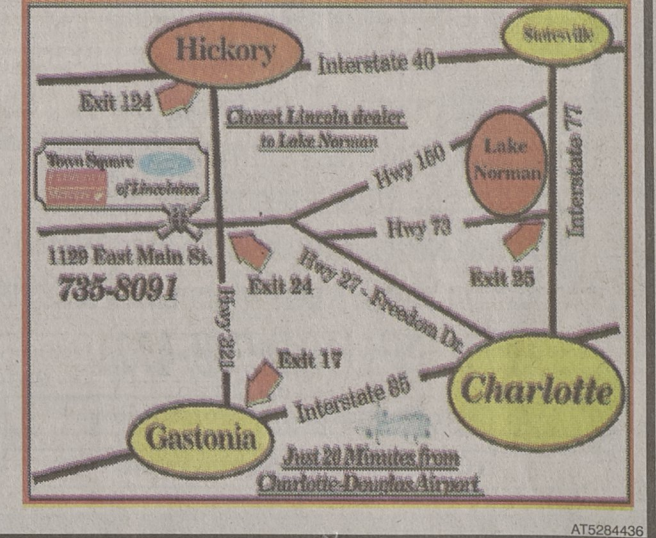 Hickory
Statesville
Interstate 40
Exit 124
Closest Lincoln dealer
to Lake Norman
Interstate 77
Lake
Norman
Hwy 150
Town Square
of Lincolnton
Hwy 73
1129 East Main St.
735-8091
Exit 24
Exit 25
Hwy 27 - Freedom Dr.
Hwy 321
Exit 17
Interstate 85
Charlotte
Gastonia
Just 20 Minutes from
Charlotte-Douglas Airport
AT5284436